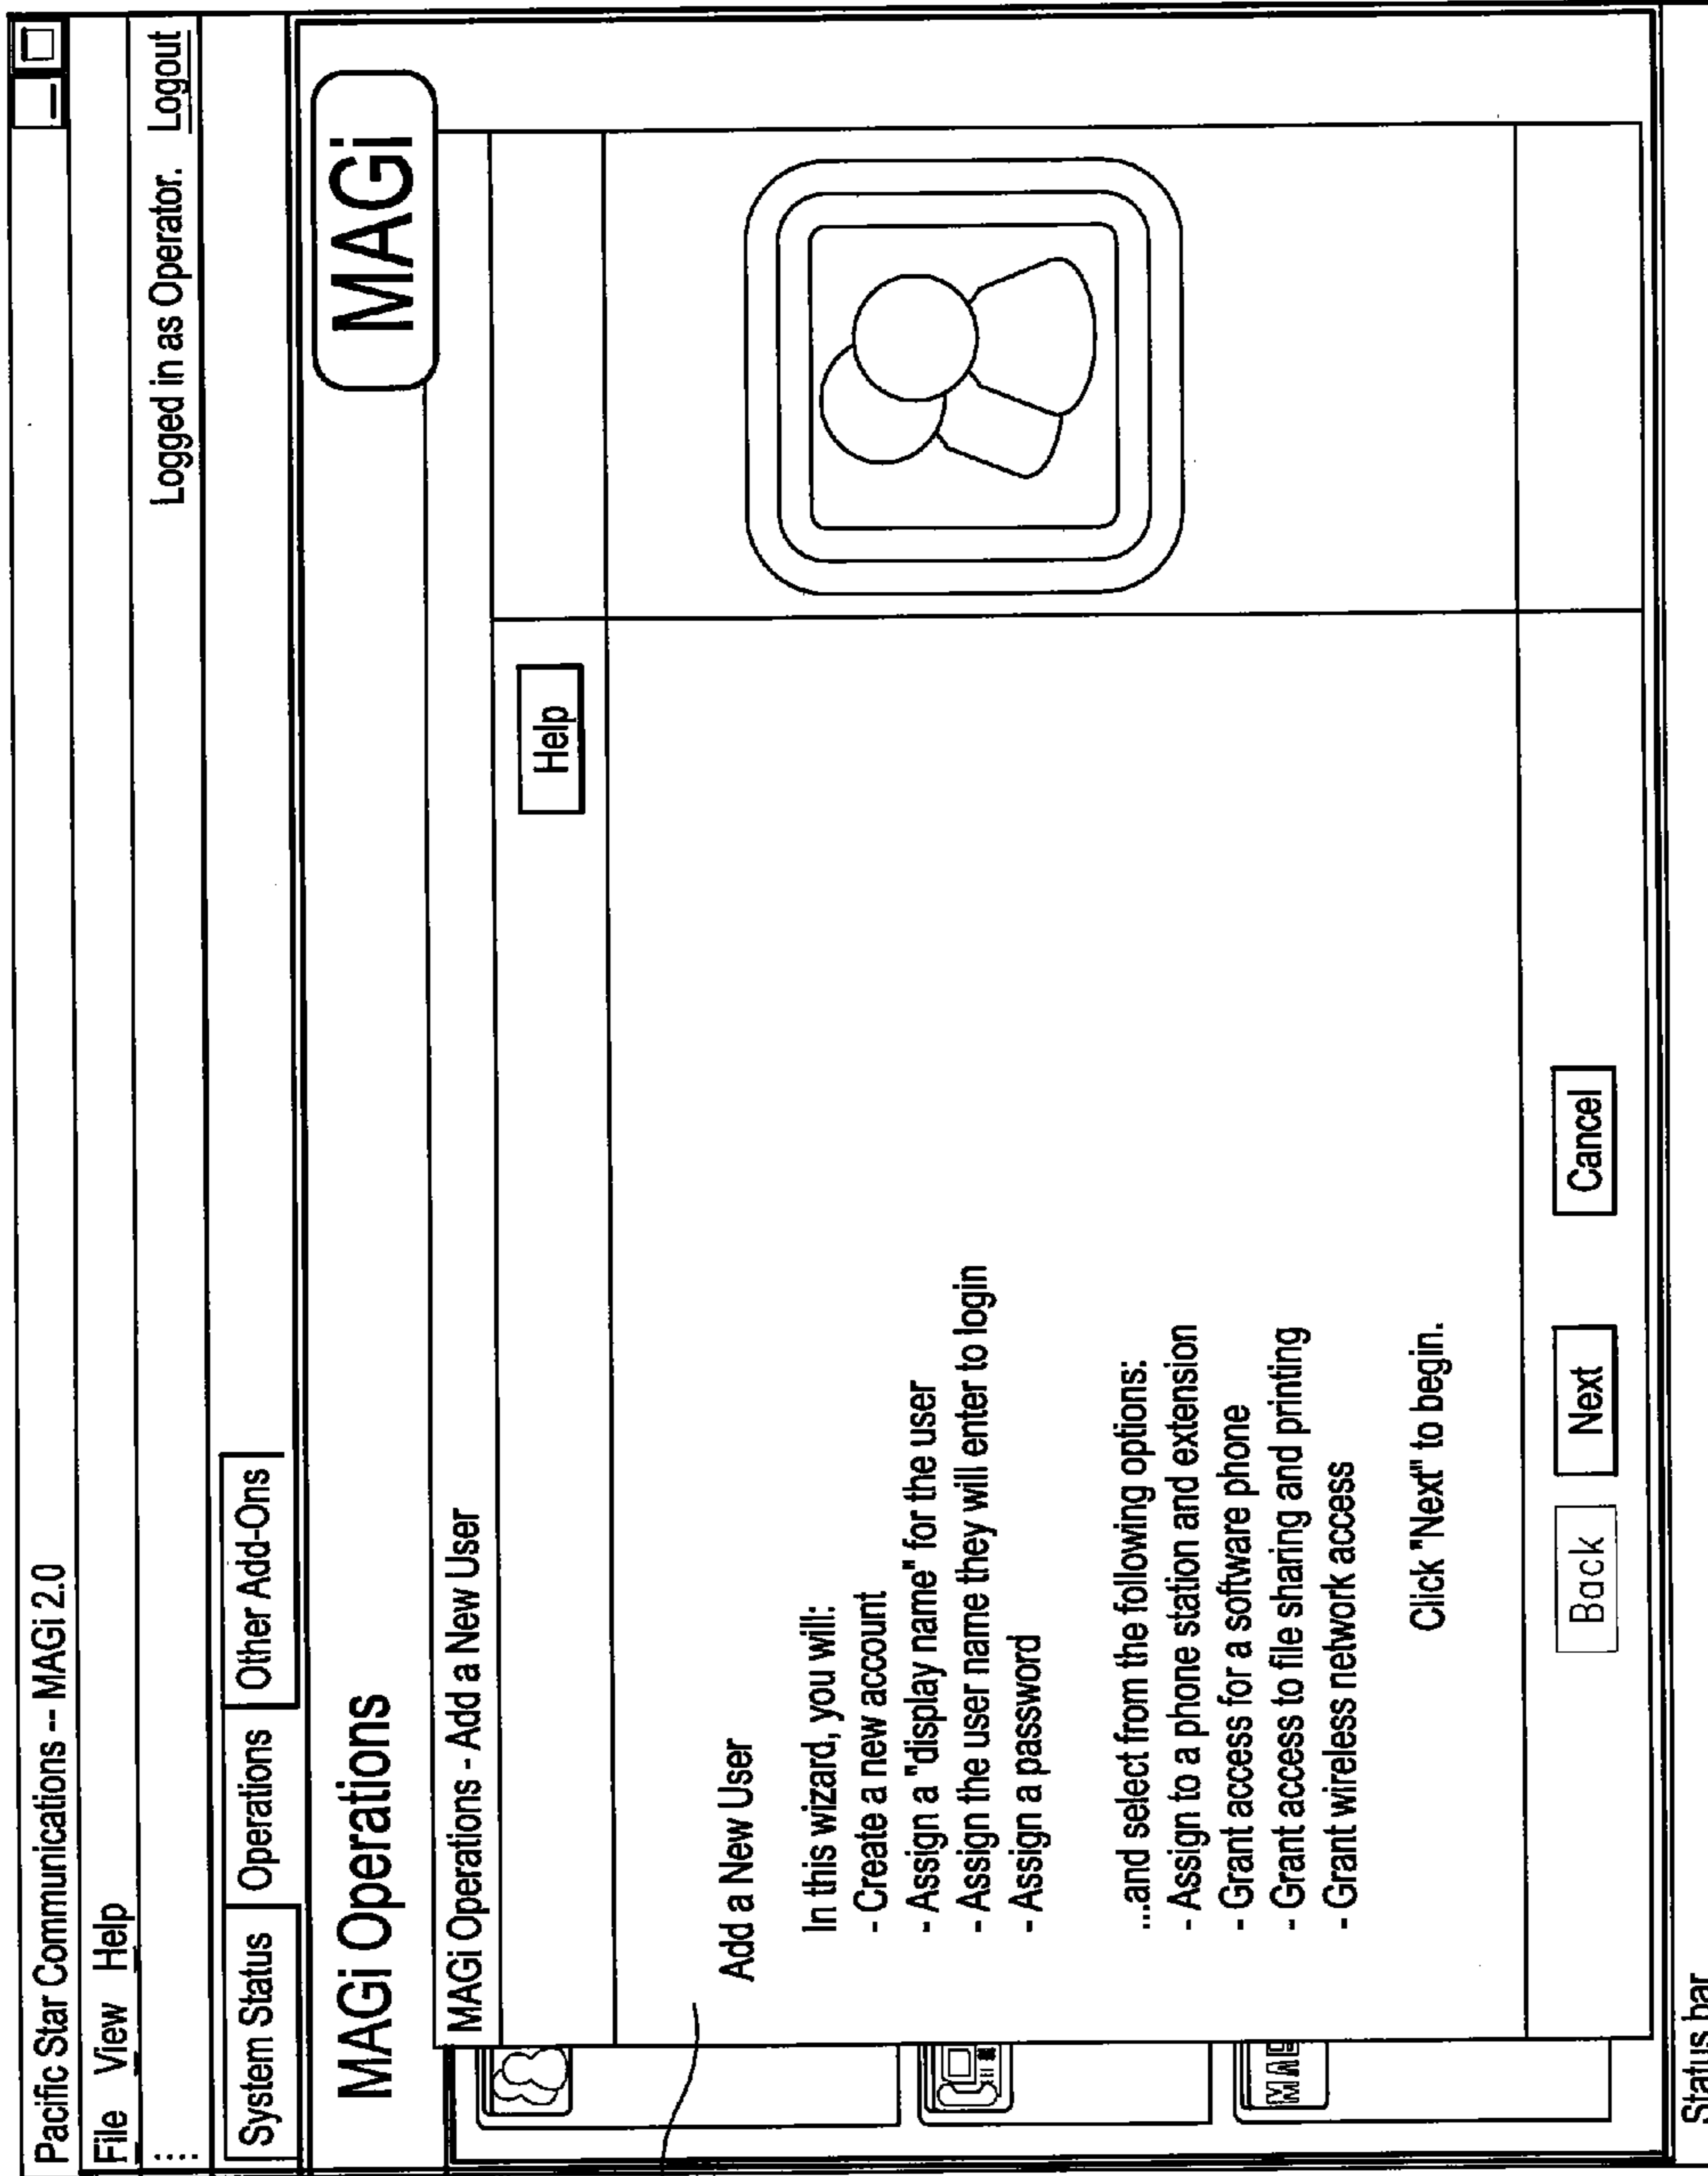 Pacific Star Communications -- MAGi 2.0
File View Help
Logged in as Operator. Logout
System Status Operations Other Add-Ons
MAGi Operations
MAGi
MAGi Operations - Add a New User
Help
Add a New User
In this wizard, you will:
- Create a new account
- Assign a "display name" for the user
- Assign the user name they will enter to login
- Assign a password
...and select from the following options:
- Assign to a phone station and extension
- Grant access for a software phone
- Grant access to file sharing and printing
- Grant wireless network access
Click "Next" to begin.
Back Next Cancel
Status bar